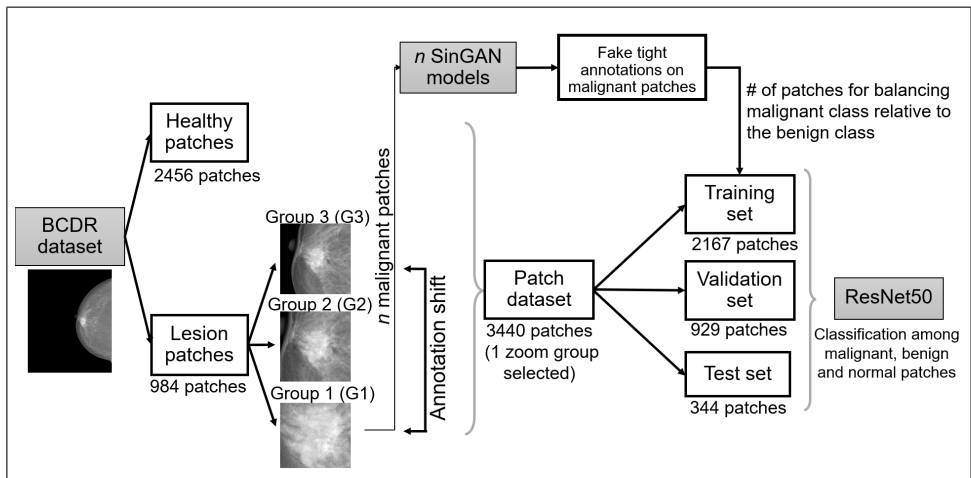 n SinGAN
models
Fake tight
annotations on
malignant patches
# of patches for balancing
malignant class relative to
the benign class
Healthy
patches
2456 patches
BCDR
dataset
Lesion
patches
984 patches
Group 3 (G3)
Group 2 (G2)
Group 1 (G1)
n malignant patches
Annotation shift
Patch
dataset
3440 patches
(1 zoom group
selected)
Training
set
2167 patches
Validation
set
929 patches
Test set
344 patches
ResNet50
Classification among
malignant, benign
and normal patches